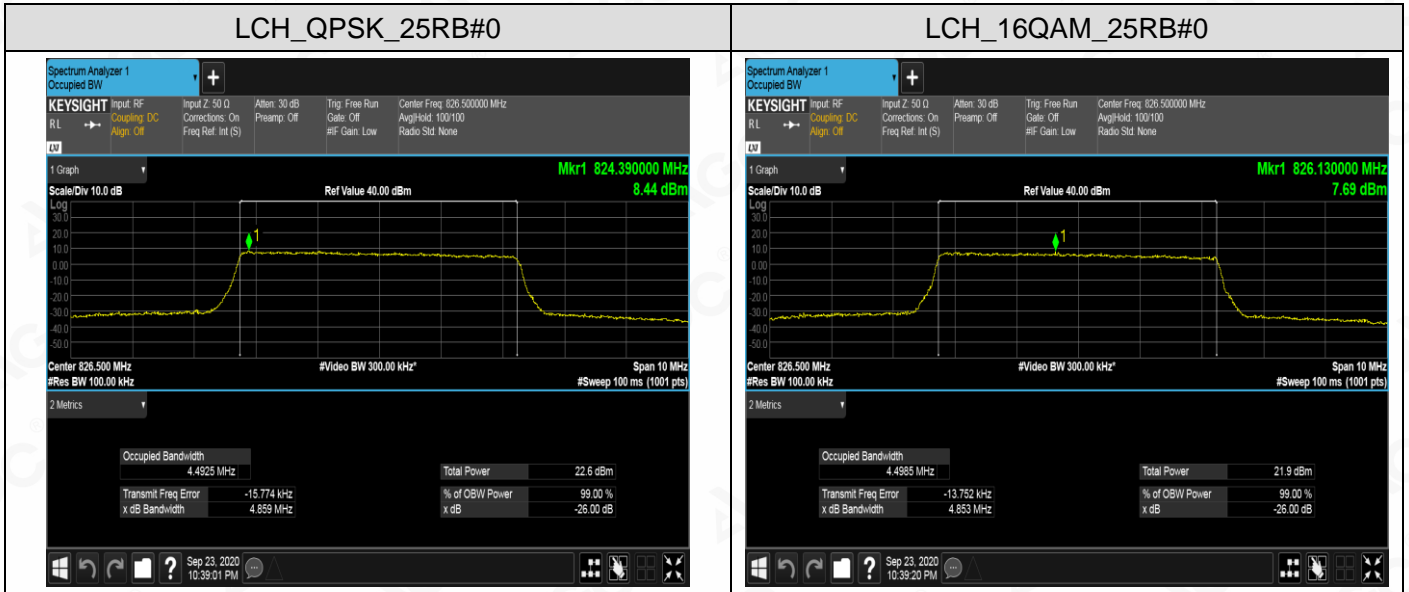 LCH_QPSK_25RB#0
Spectrum Analyzer 1
Occupied BW
+
KEYSIGHT
RL
LXI
Input: RF
Coupling: DC
Align: Off
Input Z: 50 Ω
Corrections: On
Freq Ref: Int (S)
Atten: 30 dB
Preamp: Off
Trig: Free Run
Gate: Off
#IF Gain: Low
Center Freq: 826.500000 MHz
Avg|Hold: 100/100
Radio Std: None
1 Graph
Mkr1 824.390000 MHz
Scale/Div 10.0 dB
Ref Value 40.00 dBm
8.44 dBm
Log
30.0
20.0
1
10.0
0.00
-10.0
-20.0
-30.0
-40.0
-50.0
Center 826.500 MHz
#Video BW 300.00 kHz*
Span 10 MHz
#Res BW 100.00 kHz
#Sweep 100 ms (1001 pts)
2 Metrics
Occupied Bandwidth
4.4925 MHz
Total Power 22.6 dBm
Transmit Freq Error -15.774 kHz
% of OBW Power 99.00 %
x dB Bandwidth 4.859 MHz
x dB -26.00 dB
?
Sep 23, 2020
10:39:01 PM
LCH_16QAM_25RB#0
Spectrum Analyzer 1
Occupied BW
+
KEYSIGHT
RL
LXI
Input: RF
Coupling: DC
Align: Off
Input Z: 50 Ω
Corrections: On
Freq Ref: Int (S)
Atten: 30 dB
Preamp: Off
Trig: Free Run
Gate: Off
#IF Gain: Low
Center Freq: 826.500000 MHz
Avg|Hold: 100/100
Radio Std: None
1 Graph
Mkr1 826.130000 MHz
Scale/Div 10.0 dB
Ref Value 40.00 dBm
7.69 dBm
Log
30.0
20.0
1
10.0
0.00
-10.0
-20.0
-30.0
-40.0
-50.0
Center 826.500 MHz
#Video BW 300.00 kHz*
Span 10 MHz
#Res BW 100.00 kHz
#Sweep 100 ms (1001 pts)
2 Metrics
Occupied Bandwidth
4.4985 MHz
Total Power 21.9 dBm
Transmit Freq Error -13.752 kHz
% of OBW Power 99.00 %
x dB Bandwidth 4.853 MHz
x dB -26.00 dB
?
Sep 23, 2020
10:39:20 PM